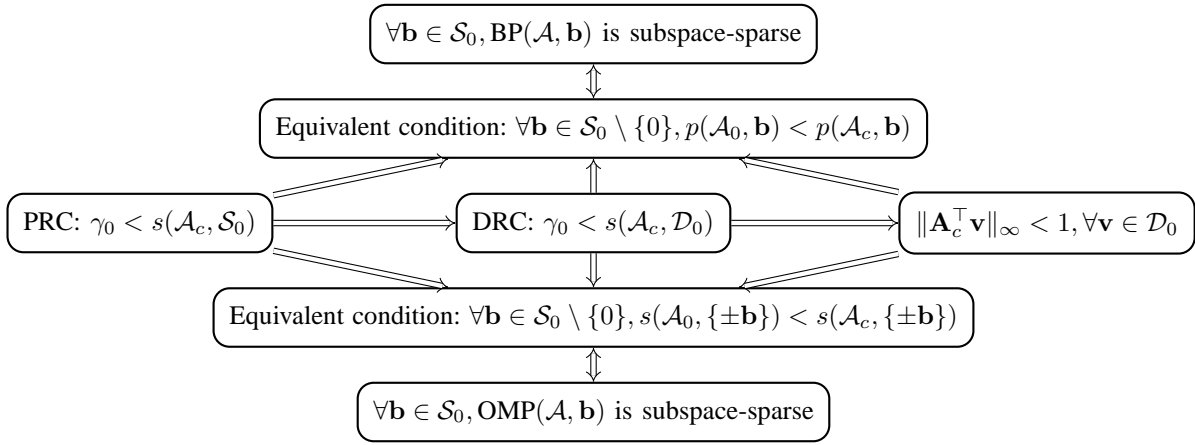 ∀𝐛 ∈ 𝒮₀, BP(𝒜, 𝐛) is subspace-sparse
Equivalent condition: ∀𝐛 ∈ 𝒮₀ \ {0}, p(𝒜₀, 𝐛) < p(𝒜_c, 𝐛)
PRC: γ₀ < s(𝒜_c, 𝒮₀)
DRC: γ₀ < s(𝒜_c, 𝒟₀)
‖𝐀_c^⊤ 𝐯‖_∞ < 1, ∀𝐯 ∈ 𝒟₀
Equivalent condition: ∀𝐛 ∈ 𝒮₀ \ {0}, s(𝒜₀, {±𝐛}) < s(𝒜_c, {±𝐛})
∀𝐛 ∈ 𝒮₀, OMP(𝒜, 𝐛) is subspace-sparse